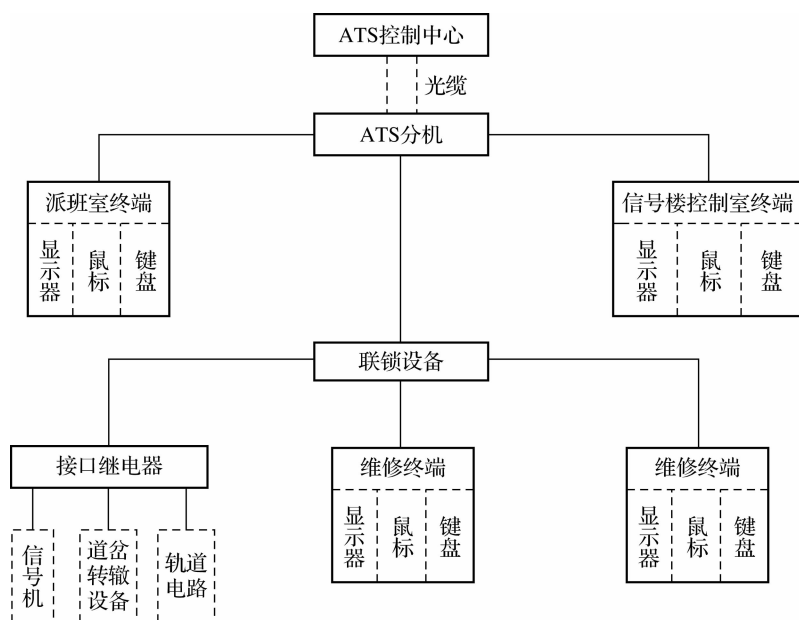 ATS控制中心
光缆
ATS分机
派班室终端
显示器
鼠标
键盘
信号楼控制室终端
显示器
鼠标
键盘
联锁设备
接口继电器
信号机
道岔
转辙
设备
轨道
电路
维修终端
显示器
鼠标
键盘
维修终端
显示器
鼠标
键盘